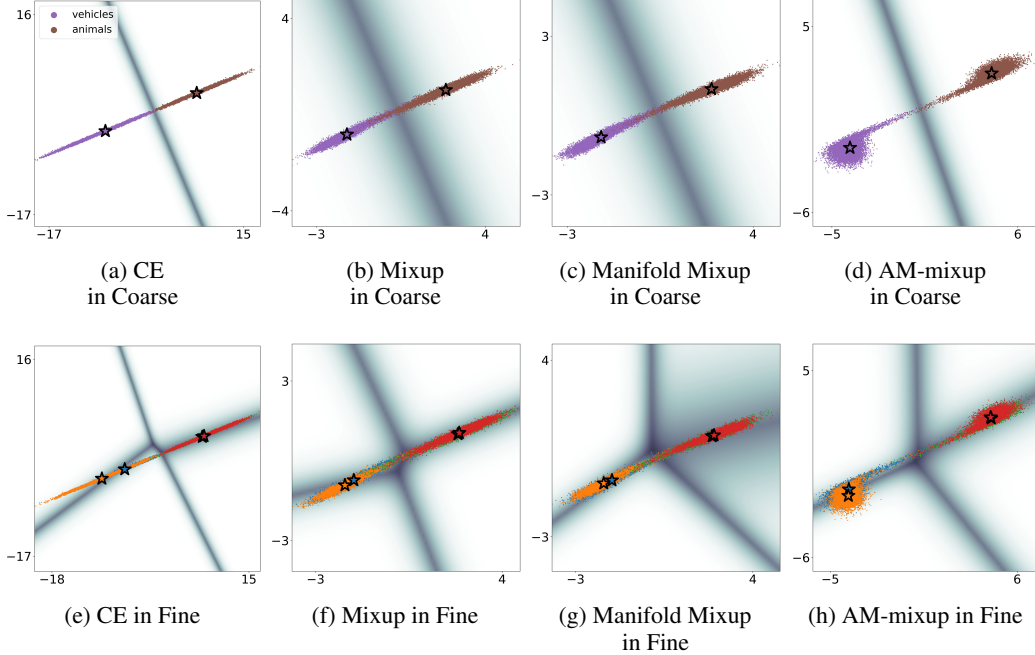 16
vehicles
animals
−17
−17
15
4
−4
−3
4
3
−3
−3
4
5
−6
−5
6
(a) CE
in Coarse
(b) Mixup
in Coarse
(c) Manifold Mixup
in Coarse
(d) AM-mixup
in Coarse
16
−17
−18
15
3
−3
−3
4
4
−3
−3
4
5
−6
−5
6
(e) CE in Fine
(f) Mixup in Fine
(g) Manifold Mixup
in Fine
(h) AM-mixup in Fine